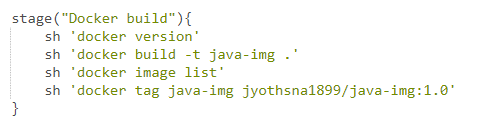 stage("Docker build"){
    sh 'docker version'
    sh 'docker build -t java-img .'
    sh 'docker image list'
    sh 'docker tag java-img jyothsna1899/java-img:1.0'
}